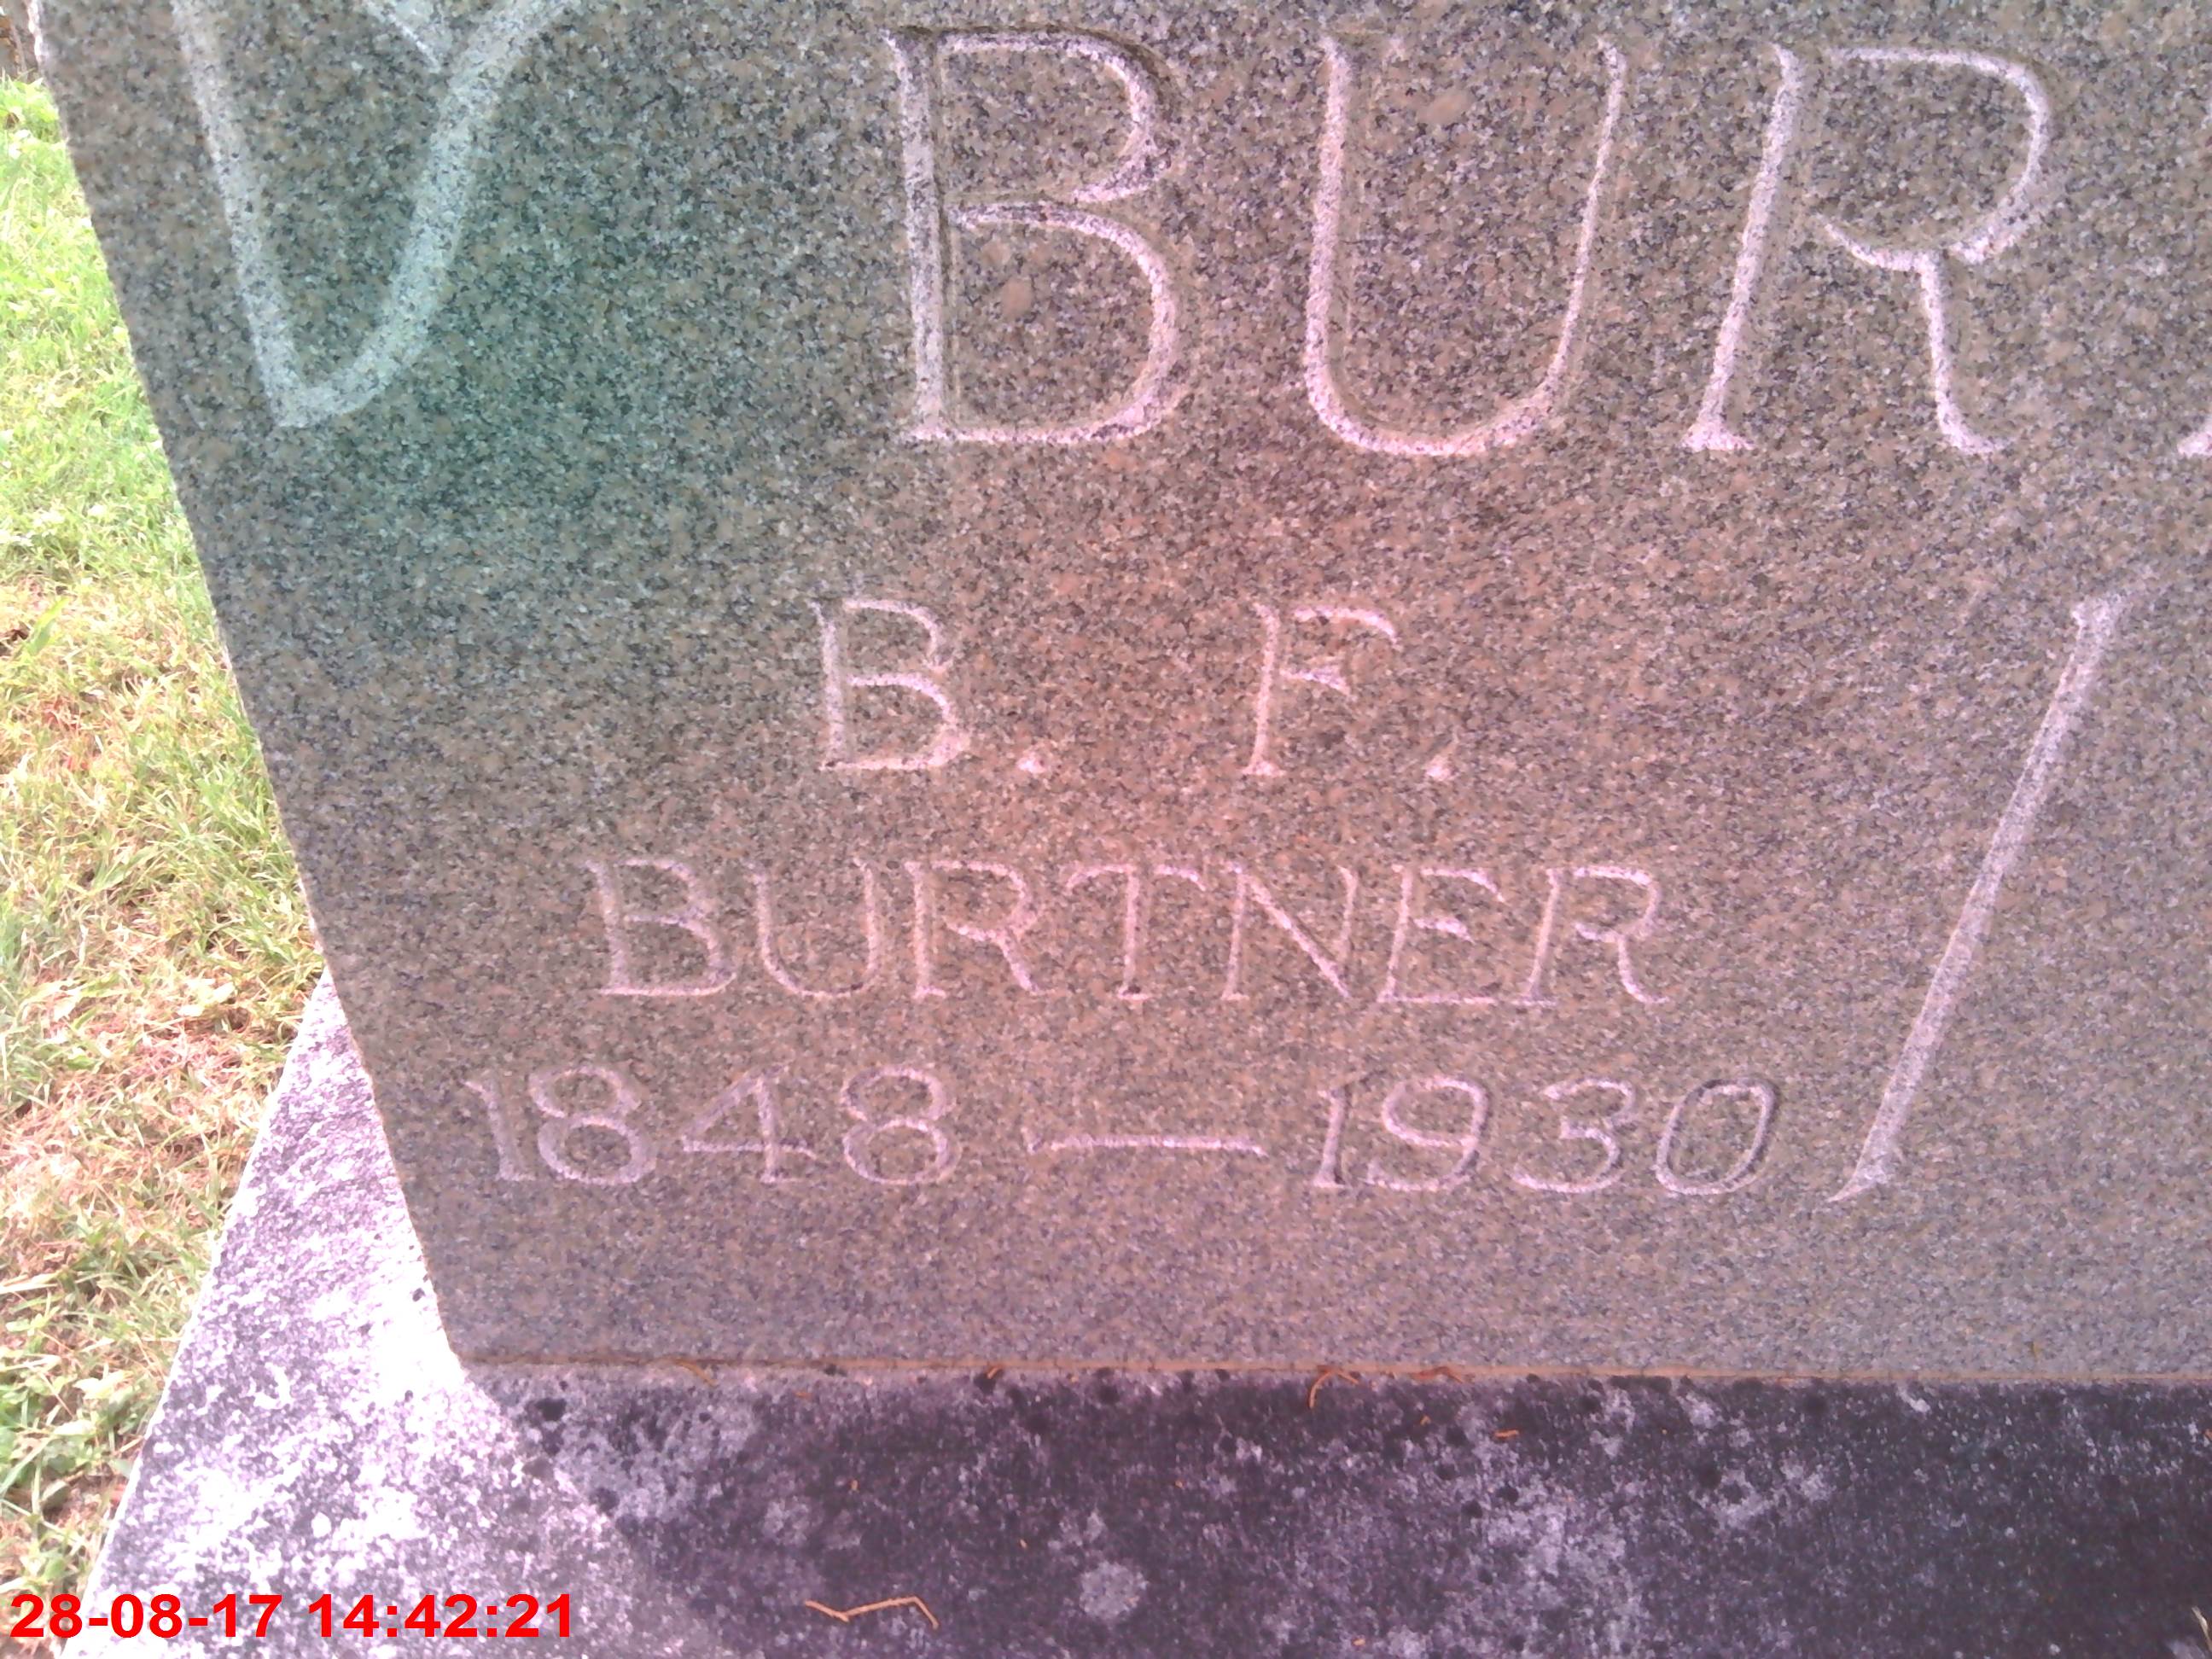 BUR
B. F.
BURTNER
1848 — 1930
28-08-17 14:42:21